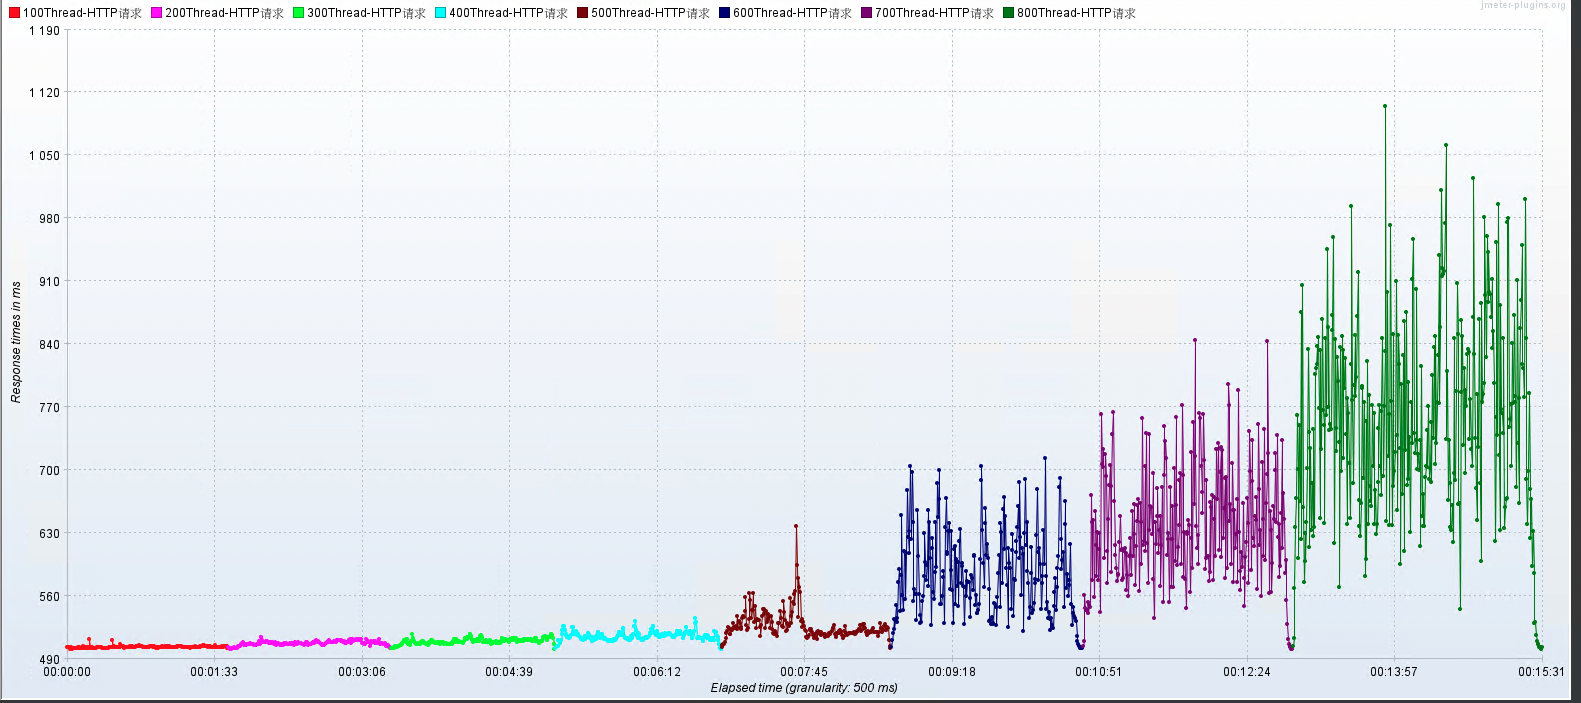 100Thread-HTTP请求 200Thread-HTTP请求 300Thread-HTTP请求 400Thread-HTTP请求 500Thread-HTTP请求 600Thread-HTTP请求 700Thread-HTTP请求 800Thread-HTTP请求
jmeter-plugins.org
1 190
1 120
1 050
980
910
840
770
700
630
560
490
Response times in ms
00:00:00 00:01:33 00:03:06 00:04:39 00:06:12 00:07:45 00:09:18 00:10:51 00:12:24 00:13:57 00:15:31
Elapsed time (granularity: 500 ms)